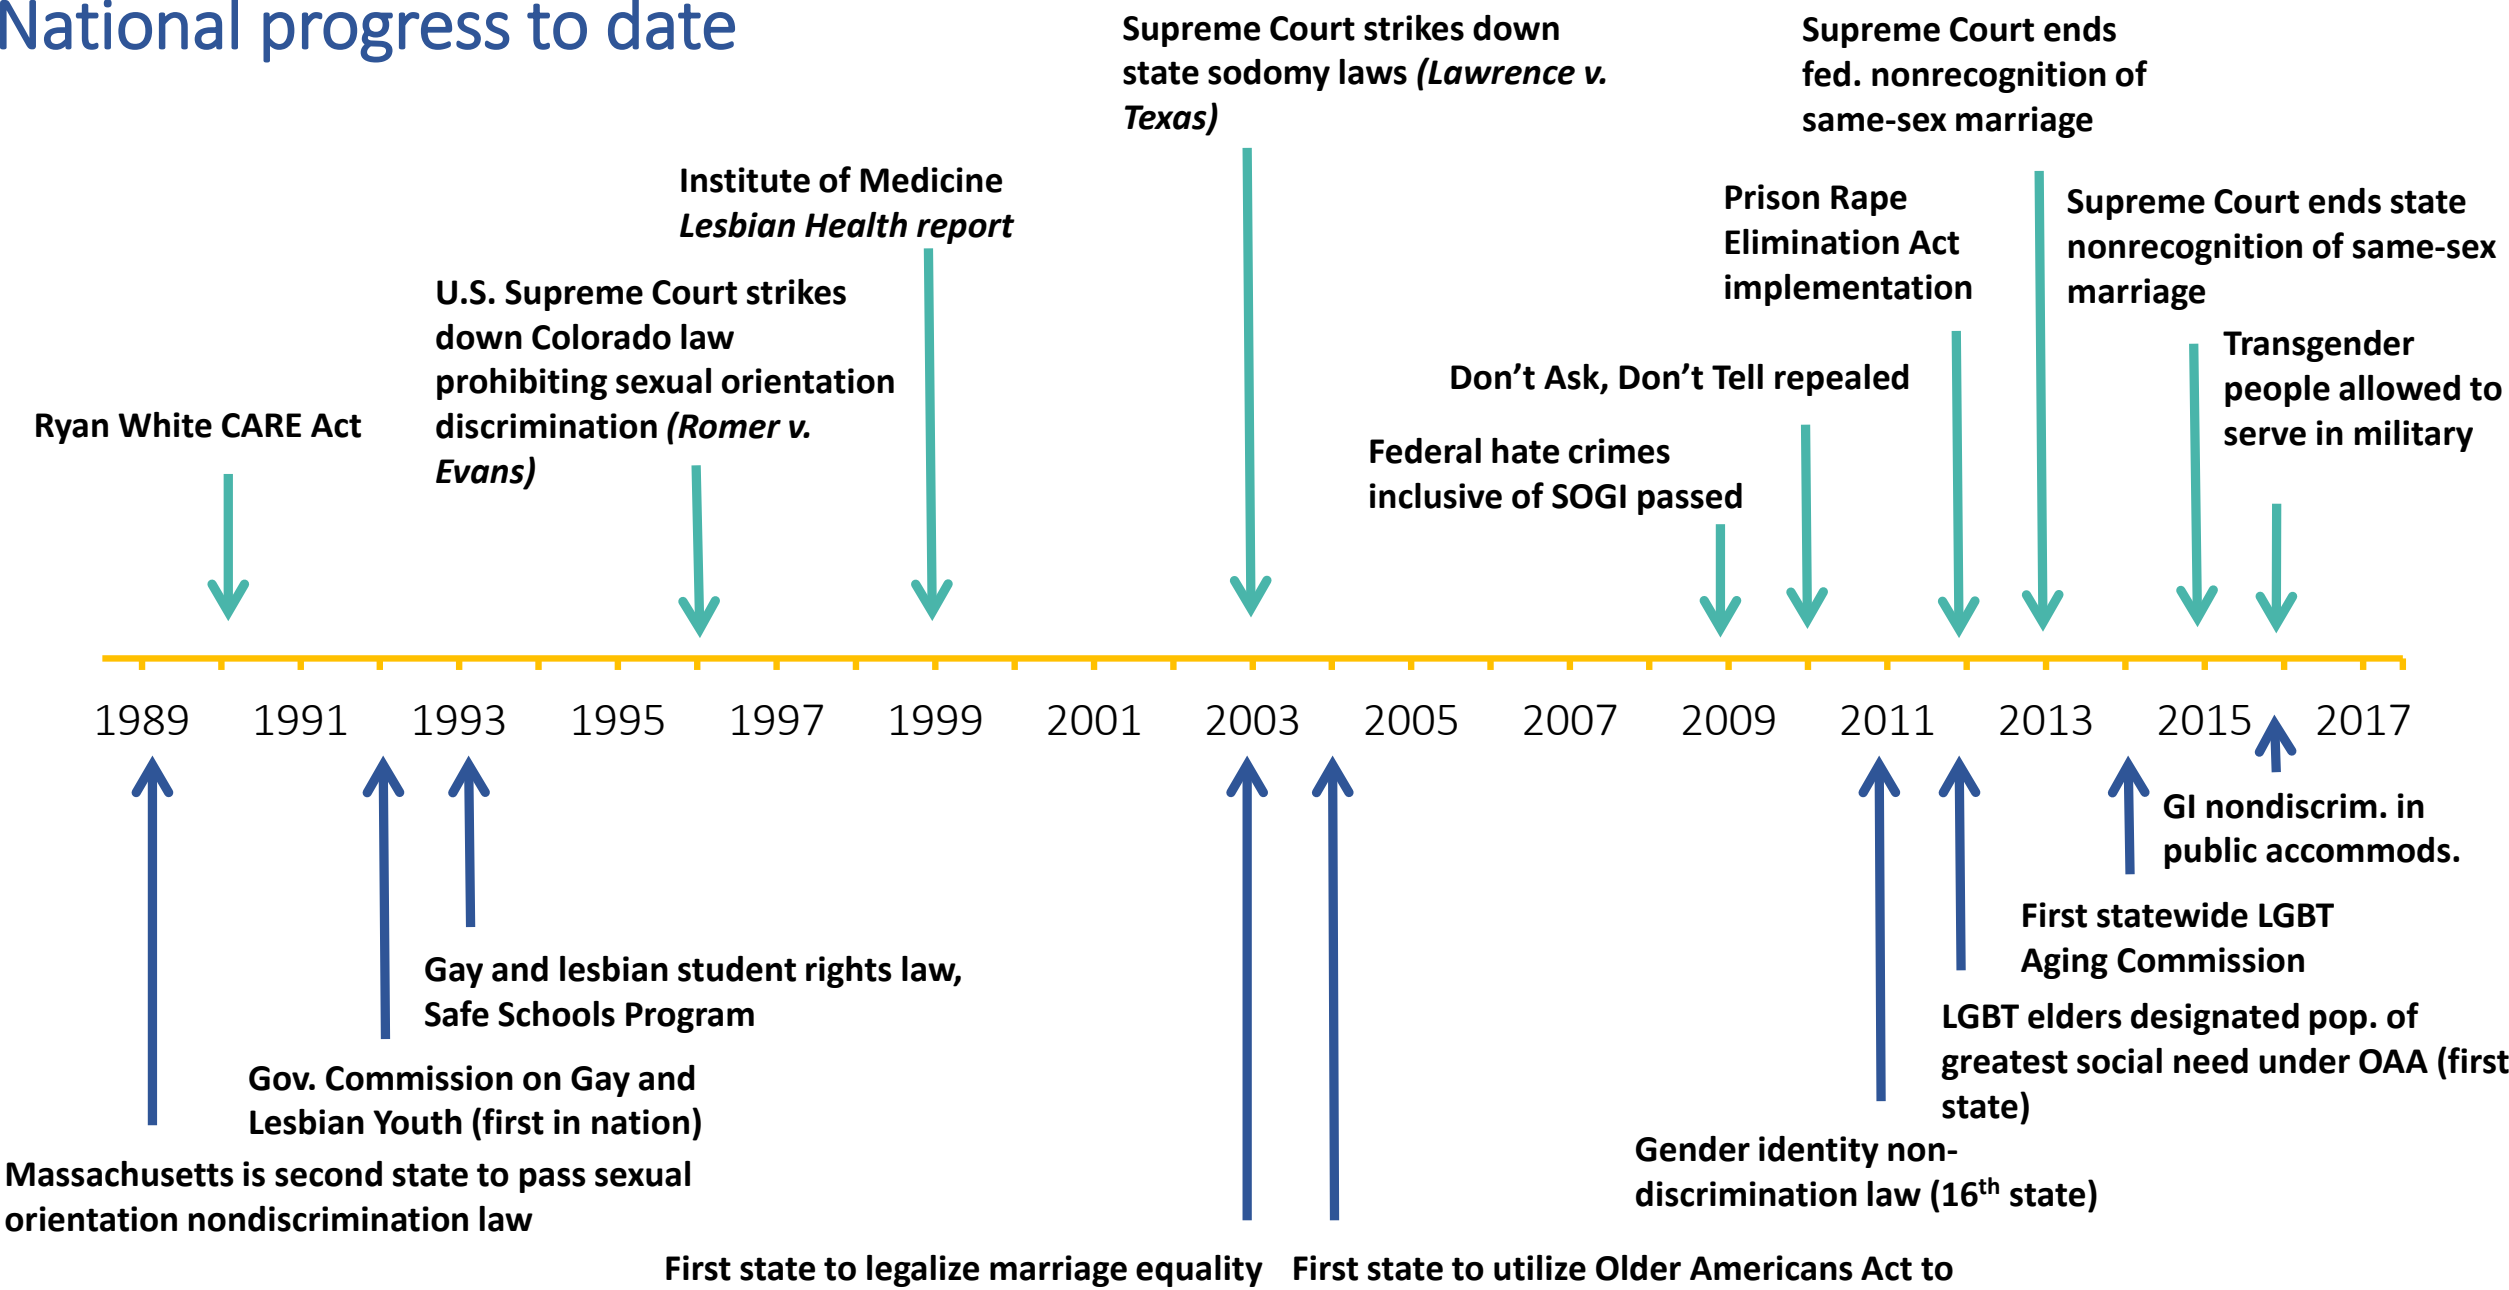 National progress to date
Supreme Court strikes down
state sodomy laws (Lawrence v.
Texas)
Supreme Court ends
fed. nonrecognition of
same-sex marriage
Institute of Medicine
Lesbian Health report
Prison Rape
Elimination Act
implementation
Supreme Court ends state
nonrecognition of same-sex
marriage
U.S. Supreme Court strikes
down Colorado law
prohibiting sexual orientation
discrimination (Romer v.
Evans)
Transgender
people allowed to
serve in military
Don’t Ask, Don’t Tell repealed
Ryan White CARE Act
Federal hate crimes
inclusive of SOGI passed
1989 1991 1993 1995 1997 1999 2001 2003 2005 2007 2009 2011 2013 2015 2017
GI nondiscrim. in
public accommods.
First statewide LGBT
Aging Commission
Gay and lesbian student rights law,
Safe Schools Program
LGBT elders designated pop. of
greatest social need under OAA (first
state)
Gov. Commission on Gay and
Lesbian Youth (first in nation)
Gender identity non-
discrimination law (16th state)
Massachusetts is second state to pass sexual
orientation nondiscrimination law
First state to legalize marriage equality
First state to utilize Older Americans Act to